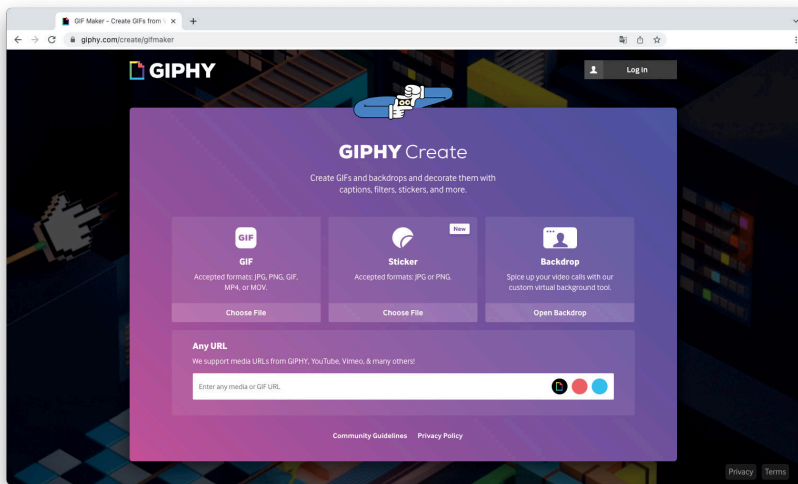 GIF Maker - Create GIFs from V
giphy.com/create/gifmaker
GIPHY
Log In
GIPHY Create
Create GIFs and backdrops and decorate them with
captions, filters, stickers, and more.
GIF
GIF
Accepted formats: JPG, PNG, GIF,
MP4, or MOV.
Choose File
New
Sticker
Accepted formats: JPG or PNG.
Choose File
Backdrop
Spice up your video calls with our
custom virtual background tool.
Open Backdrop
Any URL
We support media URLs from GIPHY, YouTube, Vimeo, & many others!
Enter any media or GIF URL
Community Guidelines Privacy Policy
Privacy Terms